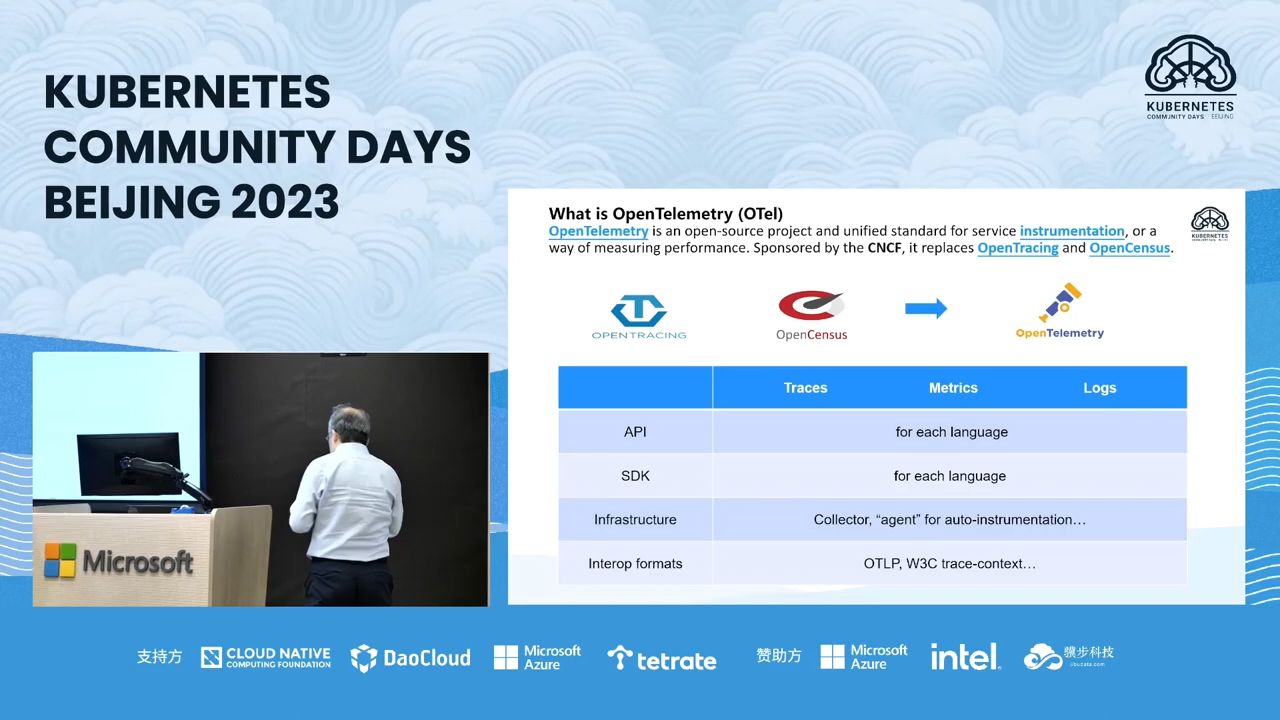 KUBERNETES
COMMUNITY DAYS
BEIJING 2023
KUBERNETES
COMMUNITY DAYS BEIJING
What is OpenTelemetry (OTel)
OpenTelemetry is an open-source project and unified standard for service instrumentation, or a
way of measuring performance. Sponsored by the CNCF, it replaces OpenTracing and OpenCensus.
KUBERNETES
OPENTRACING
OpenCensus
OpenTelemetry
Traces Metrics Logs
API for each language
SDK for each language
Infrastructure Collector, “agent” for auto-instrumentation…
Interop formats OTLP, W3C trace-context…
Microsoft
支持方
CLOUD NATIVE
COMPUTING FOUNDATION
DaoCloud
Microsoft
Azure
tetrate
赞助方
Microsoft
Azure
intel
骥步科技
jibudata.com